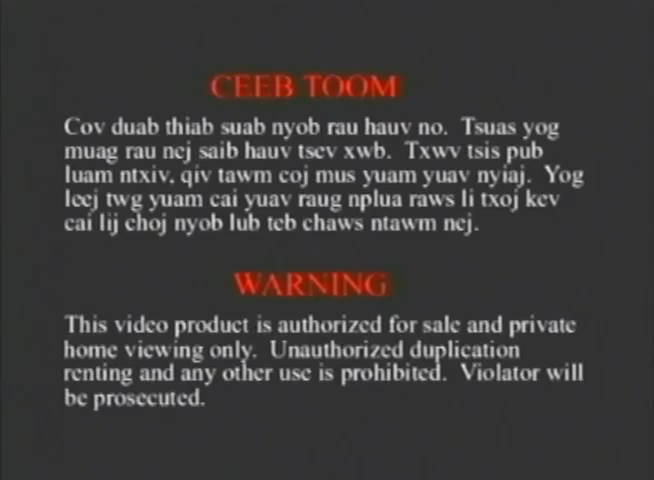 CEEB TOOM
Cov duab thiab suab nyob rau hauv no. Tsuas yog
muag rau nej saib hauv tsev xwb. Txwv tsis pub
luam ntxiv, qiv tawm coj mus yuam yuav nyiaj. Yog
leej twg yuam cai yuav raug nplua raws li txoj kev
cai lij choj nyob lub teb chaws ntawm nej.
WARNING
This video product is authorized for sale and private
home viewing only. Unauthorized duplication
renting and any other use is prohibited. Violator will
be prosecuted.